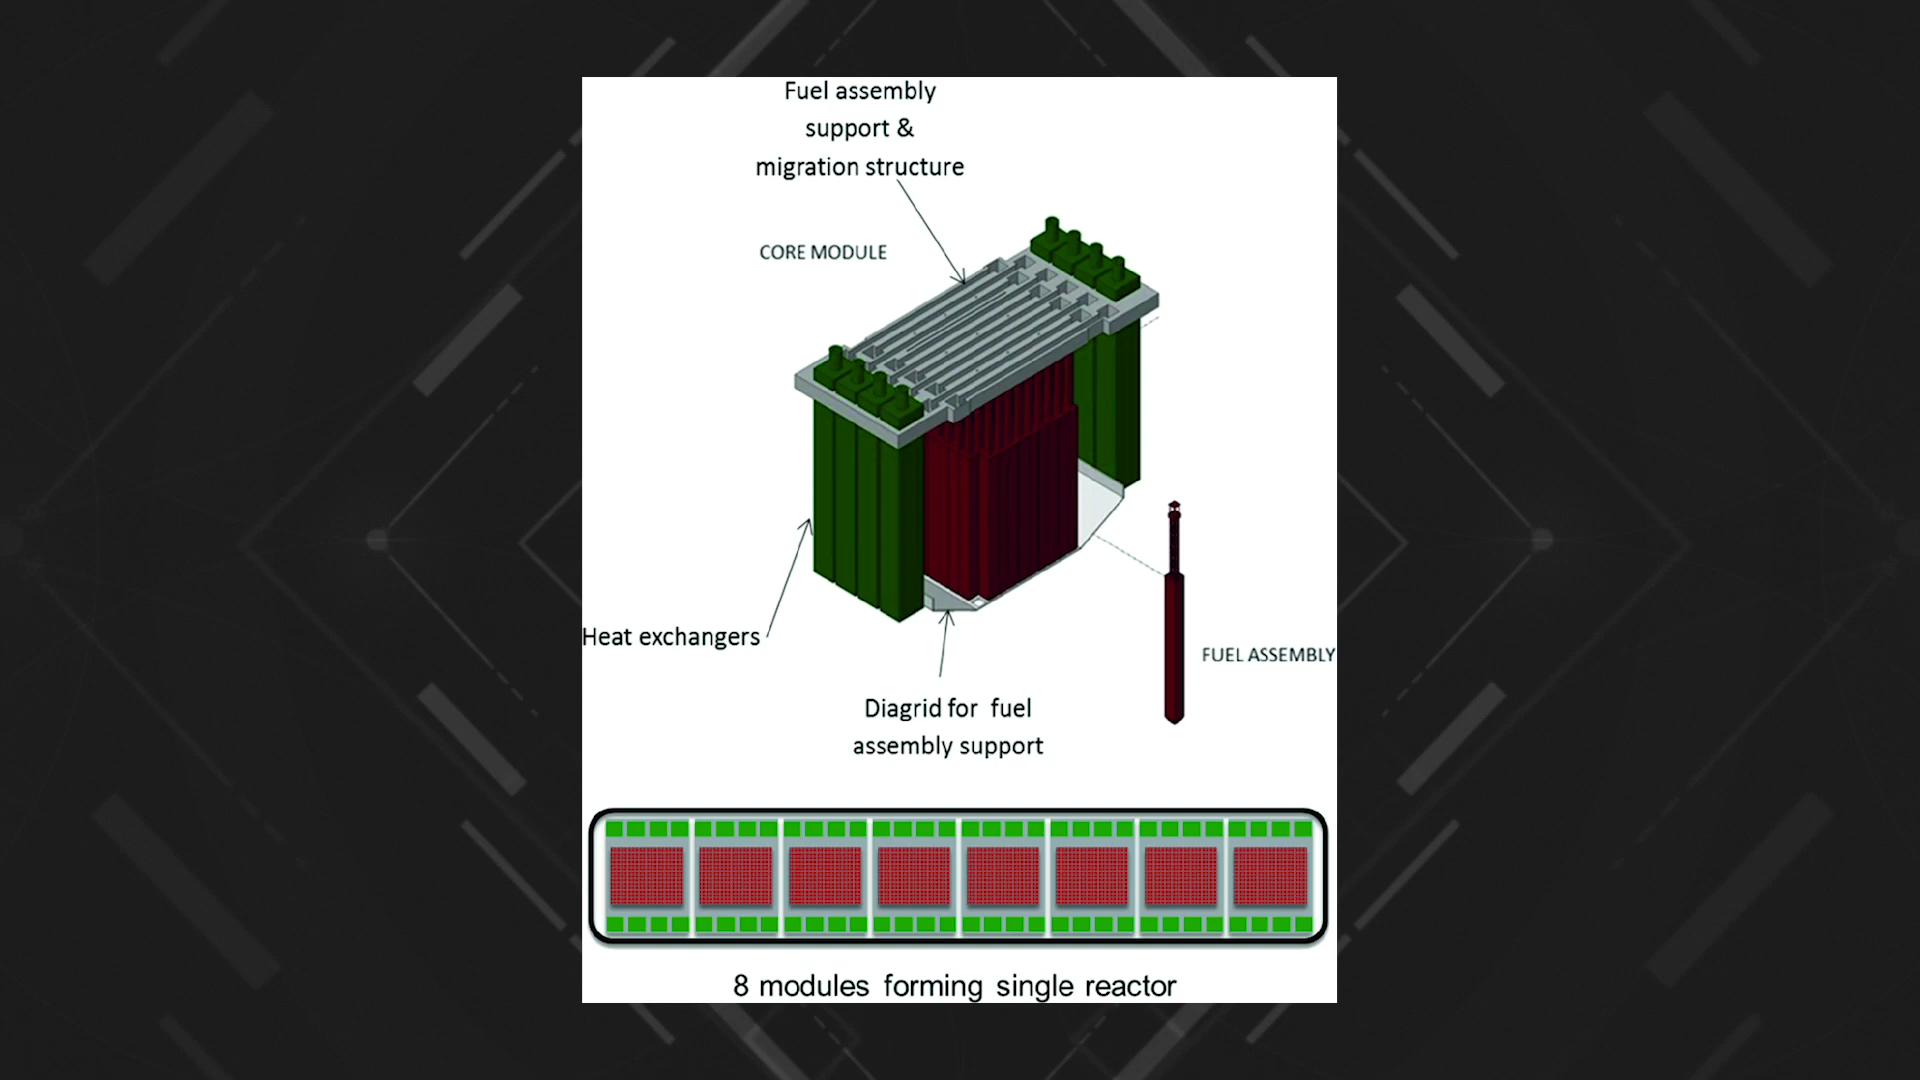 Fuel assembly
support &
migration structure
CORE MODULE
Heat exchangers
FUEL ASSEMBLY
Diagrid for fuel
assembly support
8 modules forming single reactor